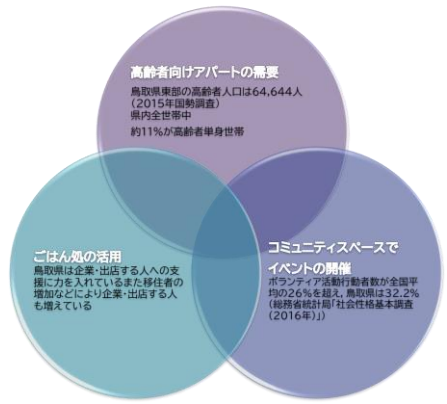 高齢者向けアパートの需要
鳥取県東部の高齢者人口は64,644人
（2015年国勢調査）
県内全世帯中
約11％が高齢者単身世帯
ごはん処の活用
鳥取県は企業・出店する人への支
援に力を入れているまた移住者の
増加などにより企業・出店する人
も増えている
コミュニティスペースで
イベントの開催
ボランティア活動行動者数が全国平
均の26％を超え，鳥取県は32.2％
（総務省統計局「社会性格基本調査
（2016年）」）